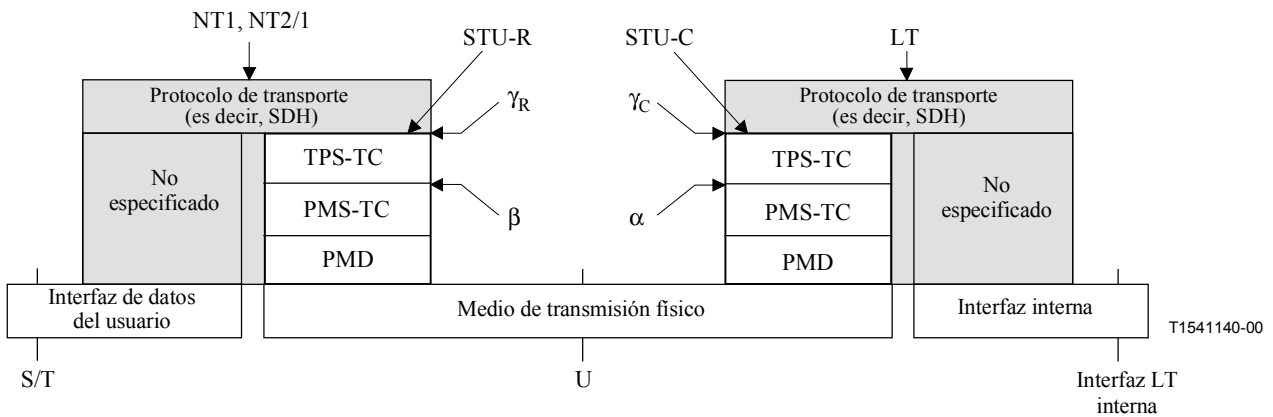 NT1, NT2/1
STU-R
STU-C
LT
Protocolo de transporte
(es decir, SDH)
γR
γC
Protocolo de transporte
(es decir, SDH)
No
especificado
TPS-TC
PMS-TC
PMD
β
α
TPS-TC
PMS-TC
PMD
No
especificado
Interfaz de datos
del usuario
Medio de transmisión físico
Interfaz interna
T1541140-00
S/T
U
Interfaz LT
interna